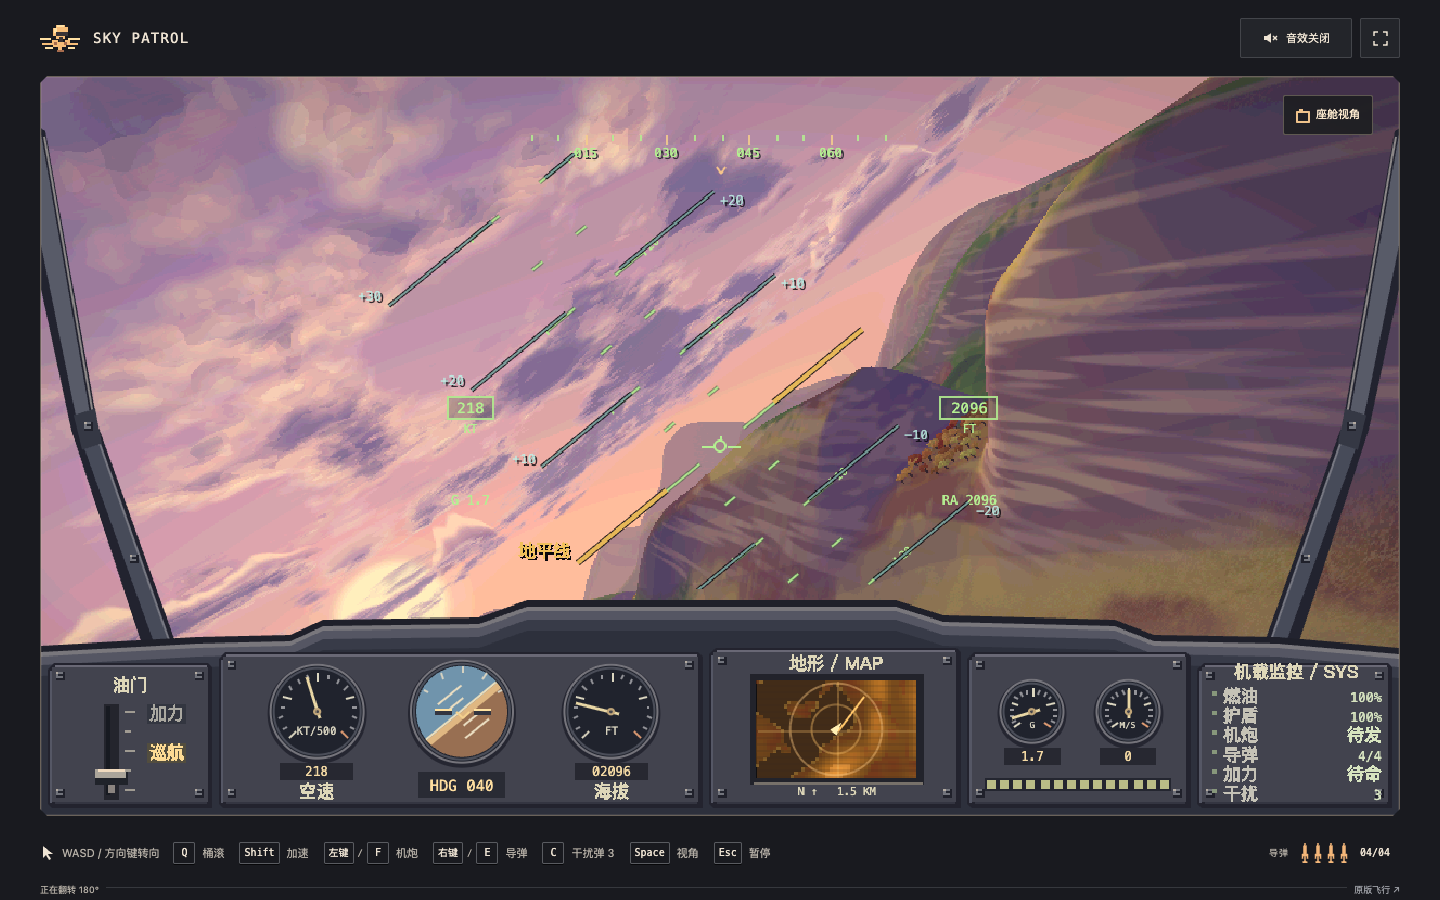 SKY PATROL
音效关闭
座舱视角
015 030 045 060
+20
+10
+30
+20
+10
218
KT
2096
FT
-10
G 1.7
RA 2096
-20
地平线
油门
加力
巡航
KT/500
218
空速
HDG 040
FT
02096
海拔
地形 / MAP
N ↑ 1.5 KM
G
1.7
M/S
0
机载监控 / SYS
燃油 100%
护盾 100%
机炮 待发
导弹 4/4
加力 待命
干扰 3
WASD / 方向键转向 Q 桶滚 Shift 加速 左键 / F 机炮 右键 / E 导弹 C 干扰弹 3 Space 视角 Esc 暂停
导弹 04/04
正在翻转 180°
原版飞行 ↗